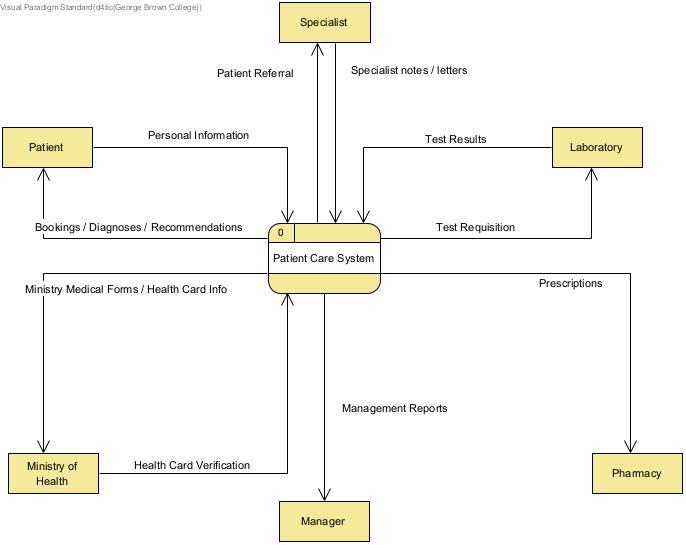 Visual Paradigm Standard(d4tic(George Brown College))
Specialist
Patient Referral
Specialist notes / letters
Personal Information
Test Results
Patient
Laboratory
Bookings / Diagnoses / Recommendations
Test Requisition
0
Patient Care System
Ministry Medical Forms / Health Card Info
Prescriptions
Management Reports
Health Card Verification
Ministry of
Health
Pharmacy
Manager